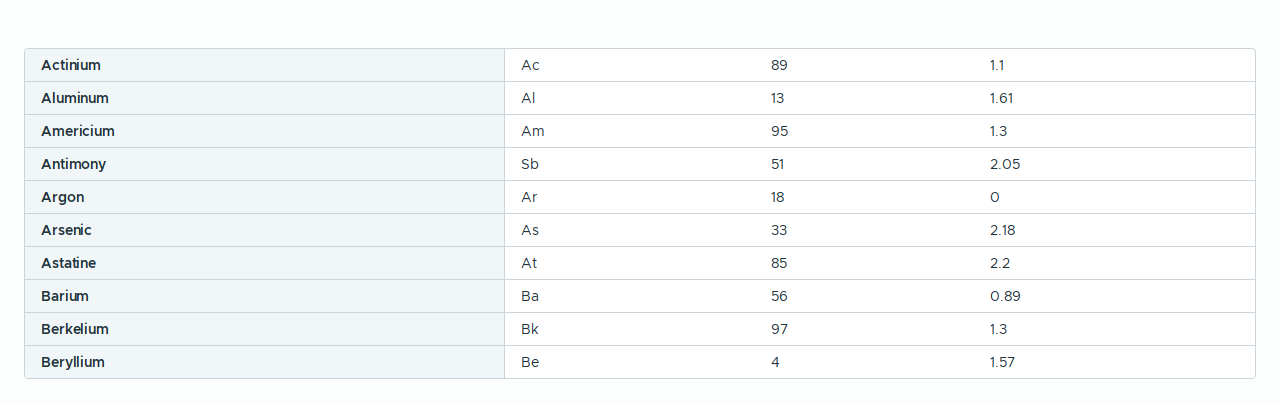 Actinium Ac 89 1.1
Aluminum Al 13 1.61
Americium Am 95 1.3
Antimony Sb 51 2.05
Argon Ar 18 0
Arsenic As 33 2.18
Astatine At 85 2.2
Barium Ba 56 0.89
Berkelium Bk 97 1.3
Beryllium Be 4 1.57